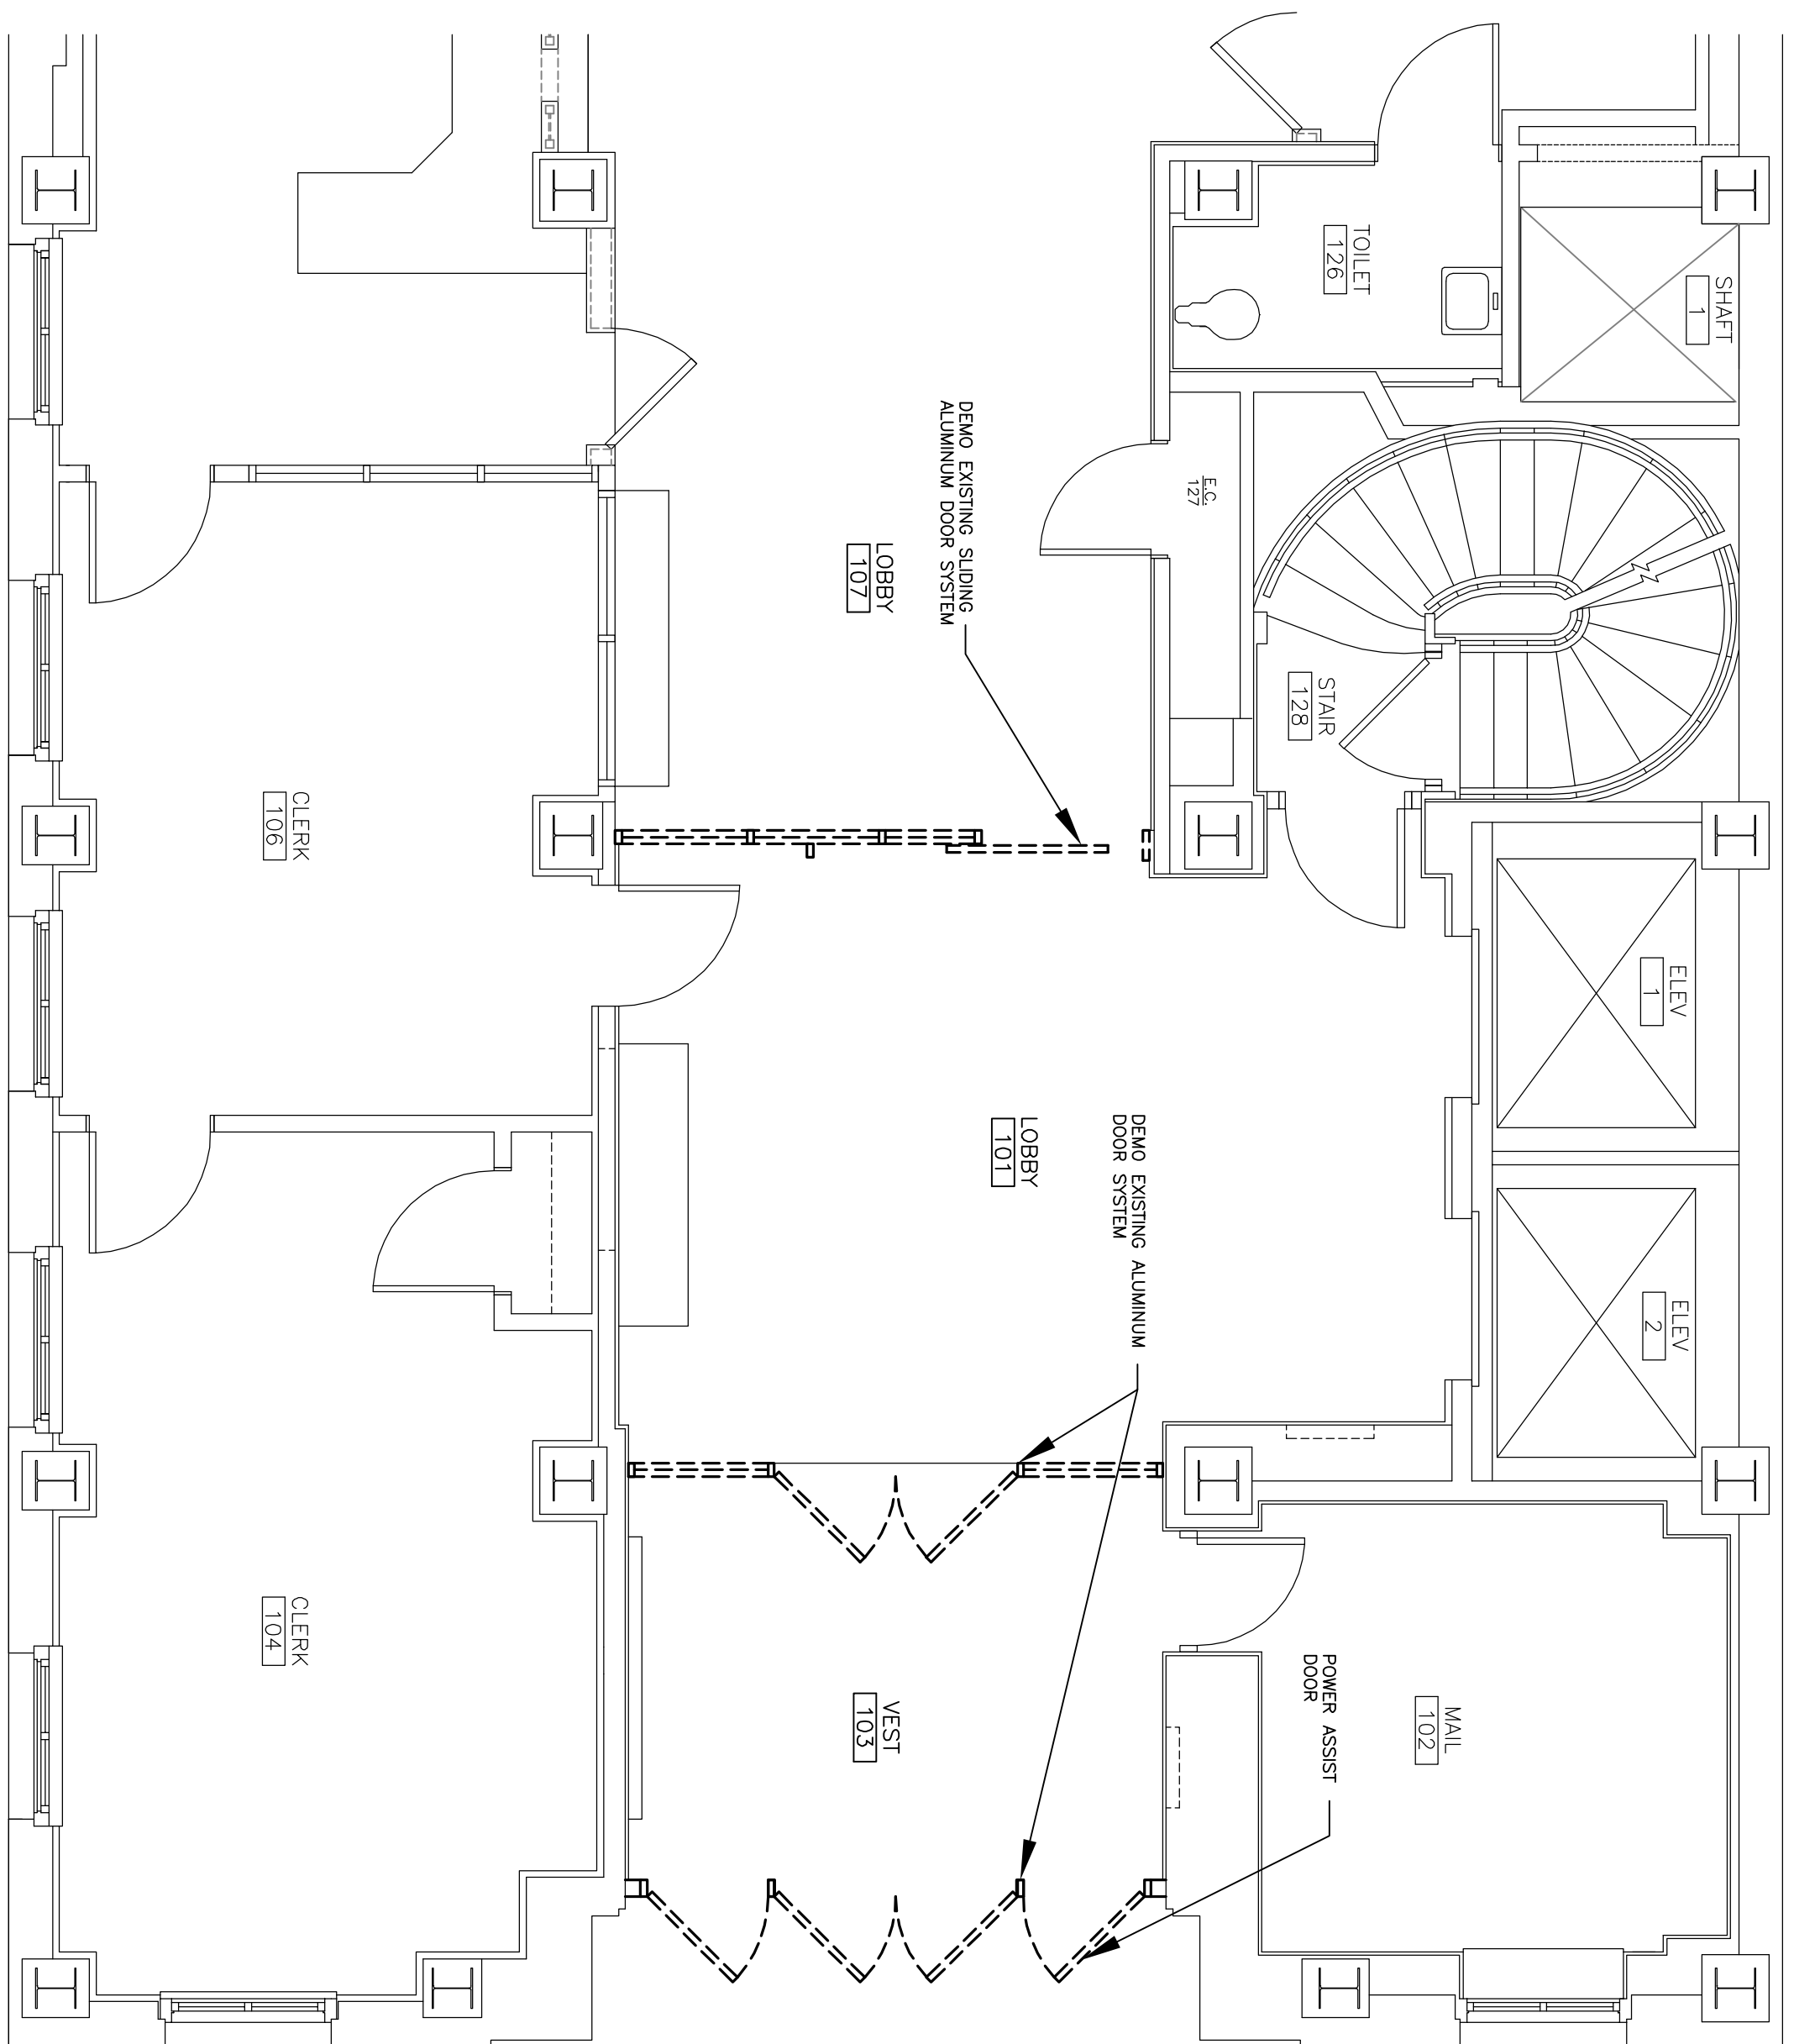 SHAFT
1
TOILET
126
E.C.
127
STAIR
128
ELEV
1
ELEV
2
DEMO EXISTING SLIDING
ALUMINUM DOOR SYSTEM
LOBBY
107
LOBBY
101
DEMO EXISTING ALUMINUM
DOOR SYSTEM
POWER ASSIST
DOOR
MAIL
102
VEST
103
CLERK
106
CLERK
104